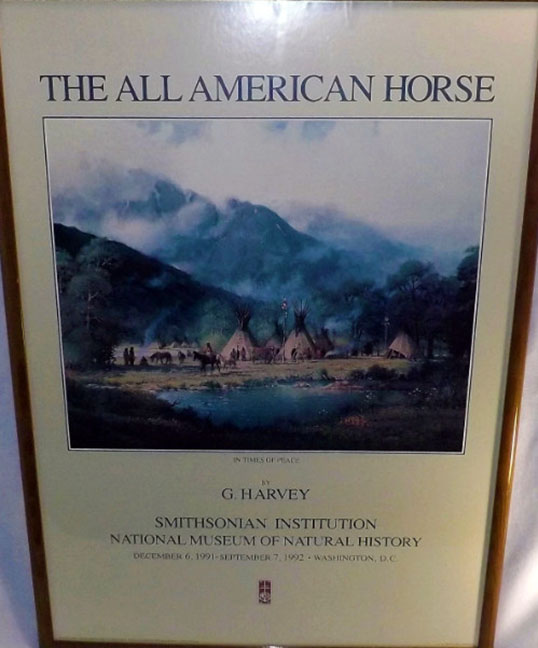 THE ALL AMERICAN HORSE
IN TIMES OF PEACE
BY
G. HARVEY
SMITHSONIAN INSTITUTION
NATIONAL MUSEUM OF NATURAL HISTORY
DECEMBER 6, 1991-SEPTEMBER 7, 1992 • WASHINGTON, D.C.